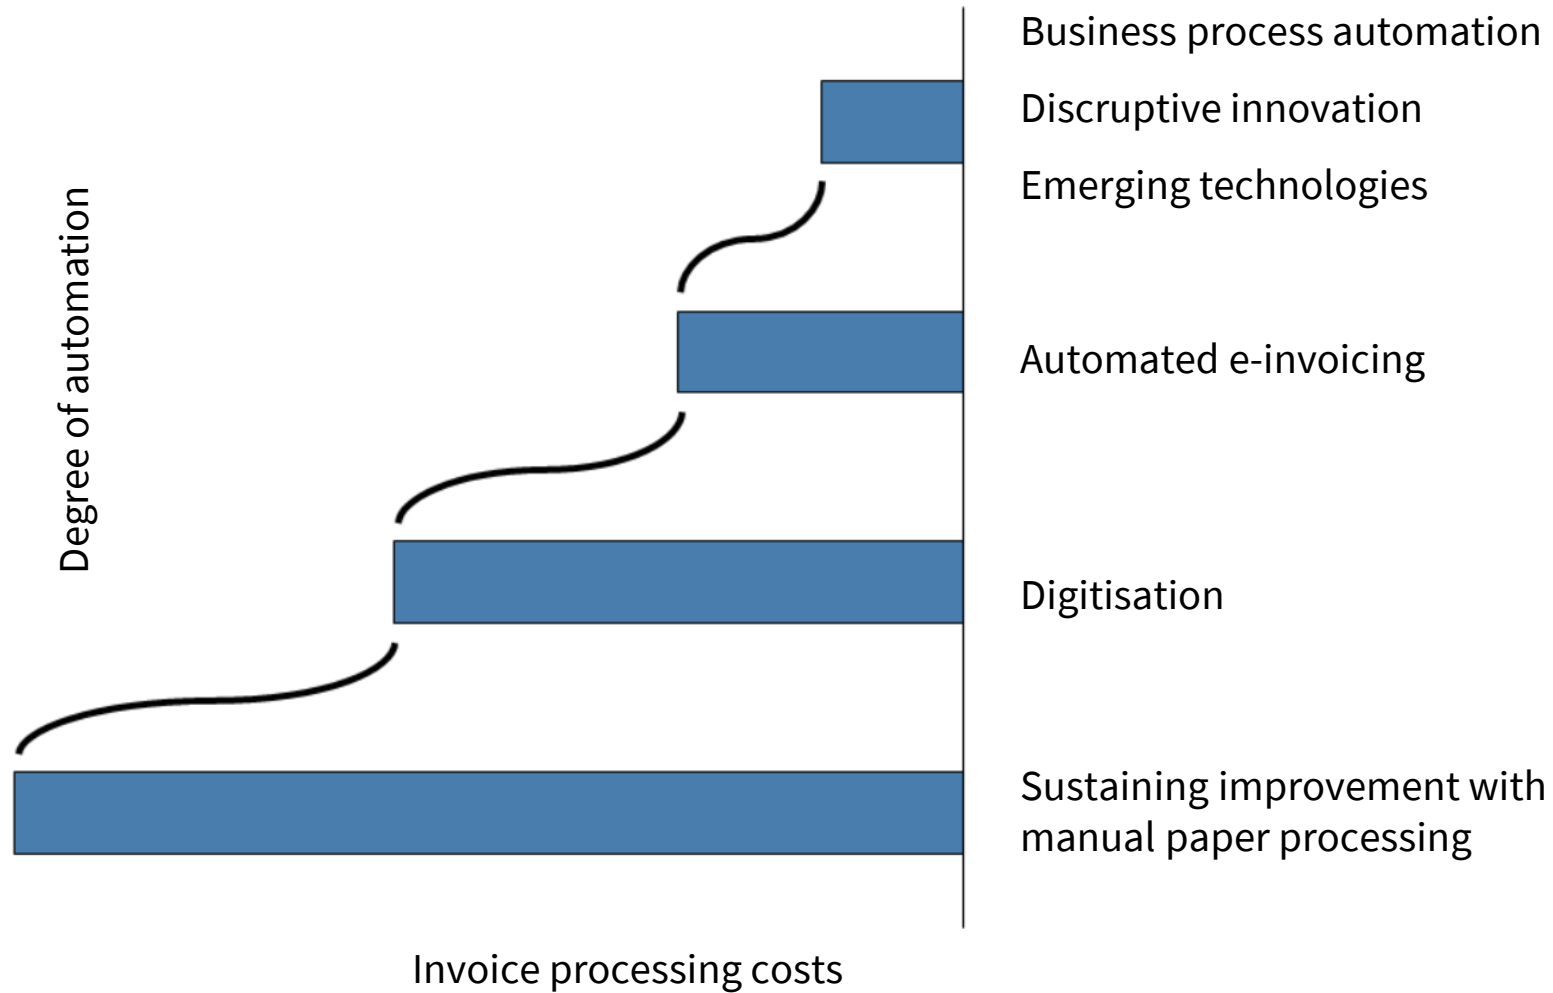 Business process automation
Discruptive innovation
Emerging technologies
Degree of automation
Automated e-invoicing
Digitisation
Sustaining improvement with
manual paper processing
Invoice processing costs